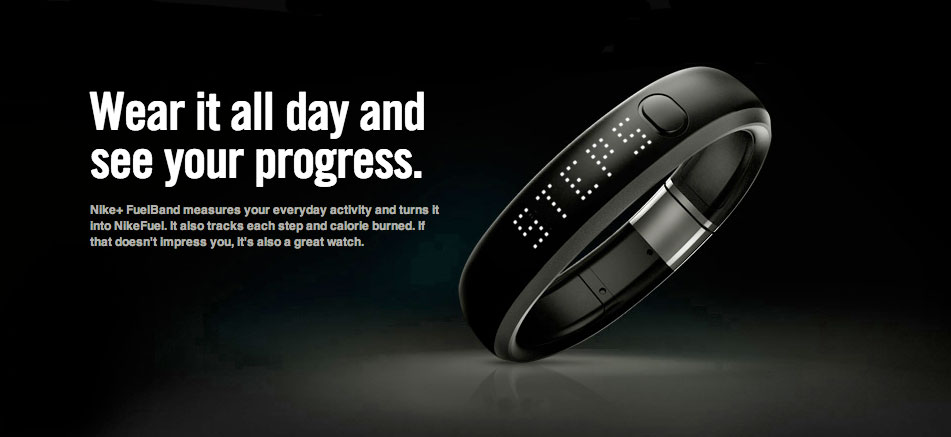 Wear it all day and
see your progress.
Nike+ FuelBand measures your everyday activity and turns it
into NikeFuel. It also tracks each step and calorie burned. If
that doesn't impress you, it's also a great watch.
STEPS